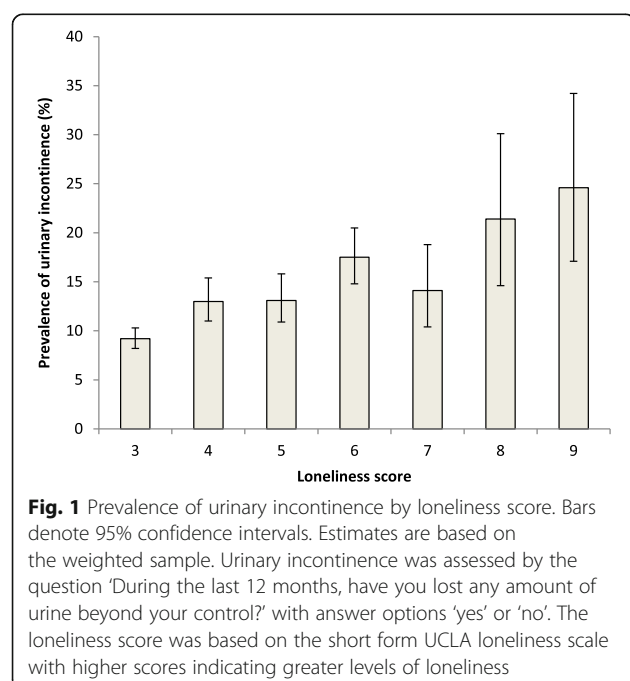 40
35
30
25
20
15
10
5
0
Prevalence of urinary incontinence (%)
3 4 5 6 7 8 9
Loneliness score
Fig. 1 Prevalence of urinary incontinence by loneliness score. Bars
denote 95% confidence intervals. Estimates are based on
the weighted sample. Urinary incontinence was assessed by the
question ‘During the last 12 months, have you lost any amount of
urine beyond your control?’ with answer options ‘yes’ or ‘no’. The
loneliness score was based on the short form UCLA loneliness scale
with higher scores indicating greater levels of loneliness